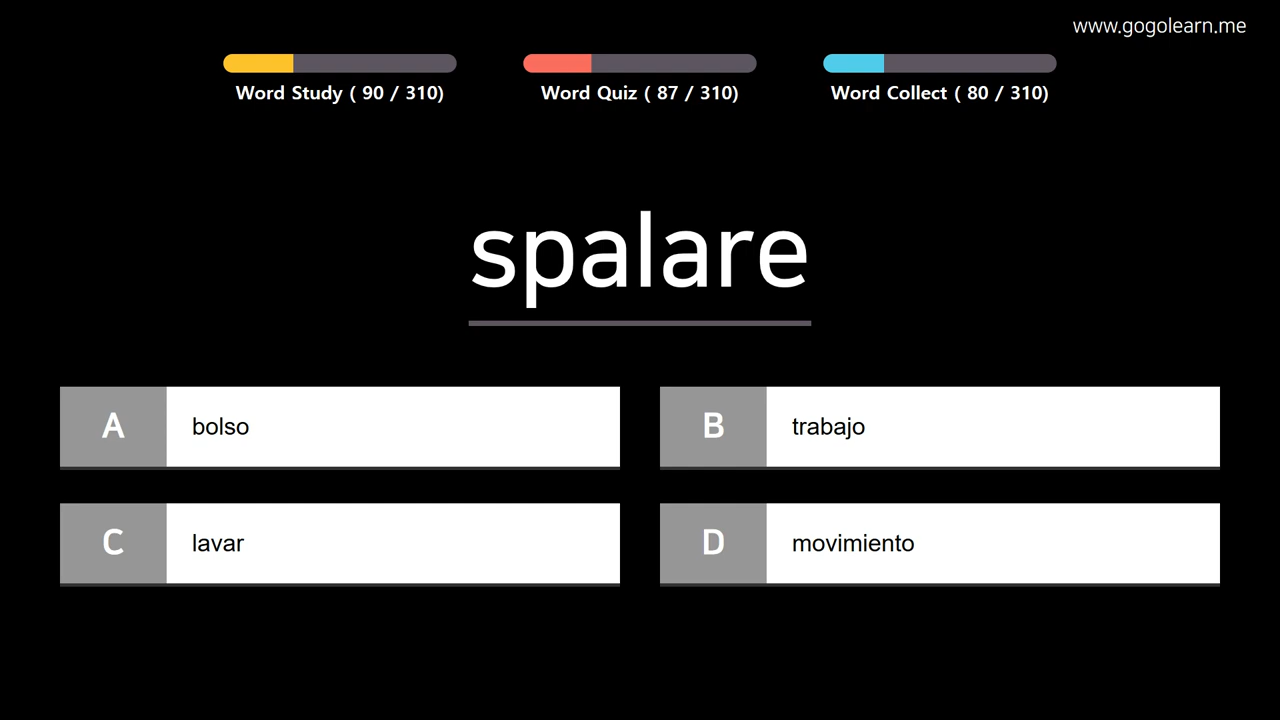 www.gogolearn.me
Word Study ( 90 / 310)
Word Quiz ( 87 / 310)
Word Collect ( 80 / 310)
spalare
A bolso
B trabajo
C lavar
D movimiento